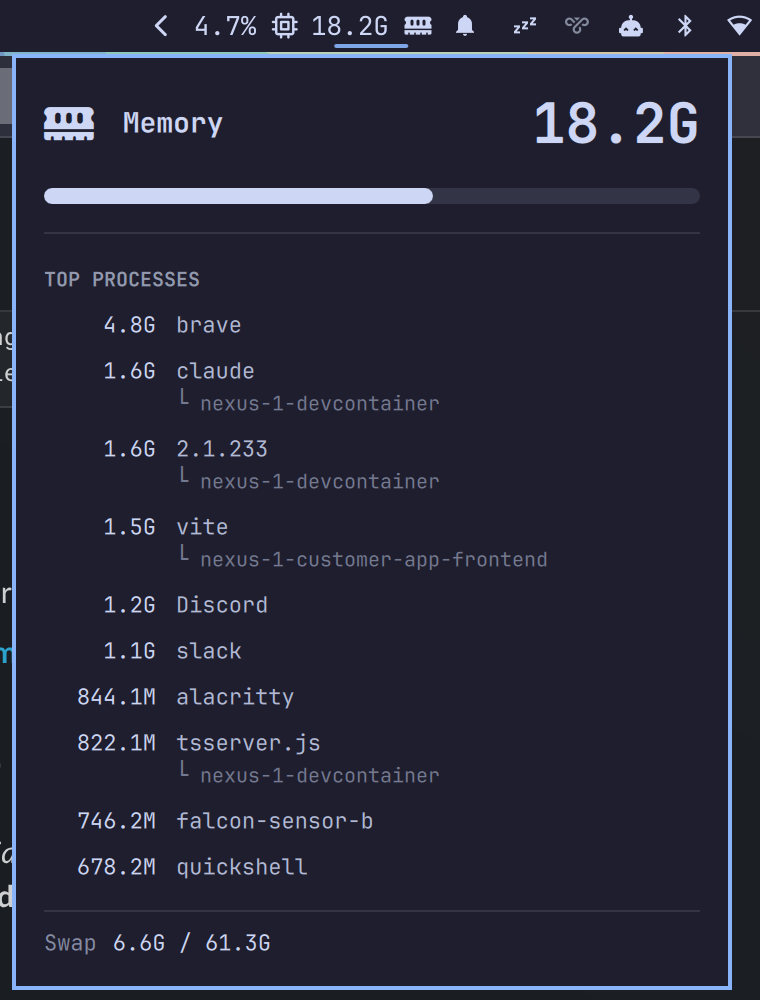 4.7% 18.2G zzz
Memory 18.2G
TOP PROCESSES
4.8G brave
1.6G claude
└ nexus-1-devcontainer
1.6G 2.1.233
└ nexus-1-devcontainer
1.5G vite
└ nexus-1-customer-app-frontend
1.2G Discord
1.1G slack
844.1M alacritty
822.1M tsserver.js
└ nexus-1-devcontainer
746.2M falcon-sensor-b
678.2M quickshell
Swap 6.6G / 61.3G